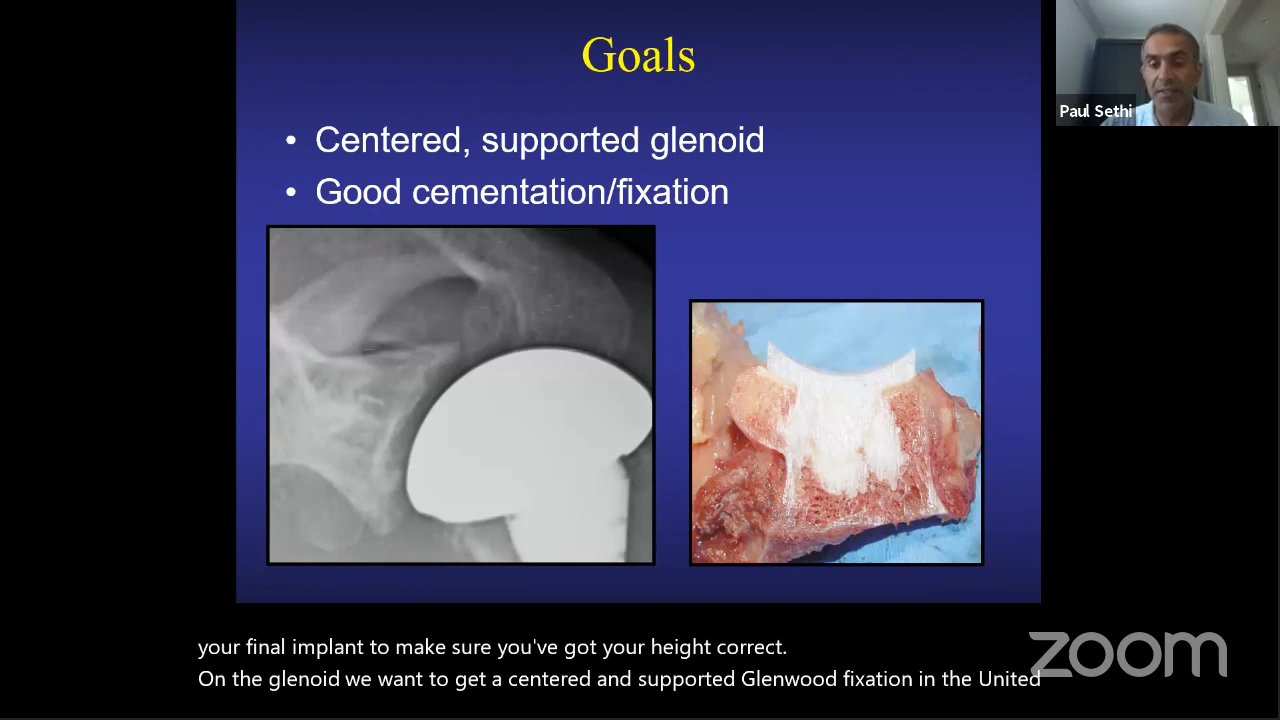 Goals
Paul Sethi
• Centered, supported glenoid
• Good cementation/fixation
your final implant to make sure you've got your height correct.
On the glenoid we want to get a centered and supported Glenwood fixation in the United
zoom